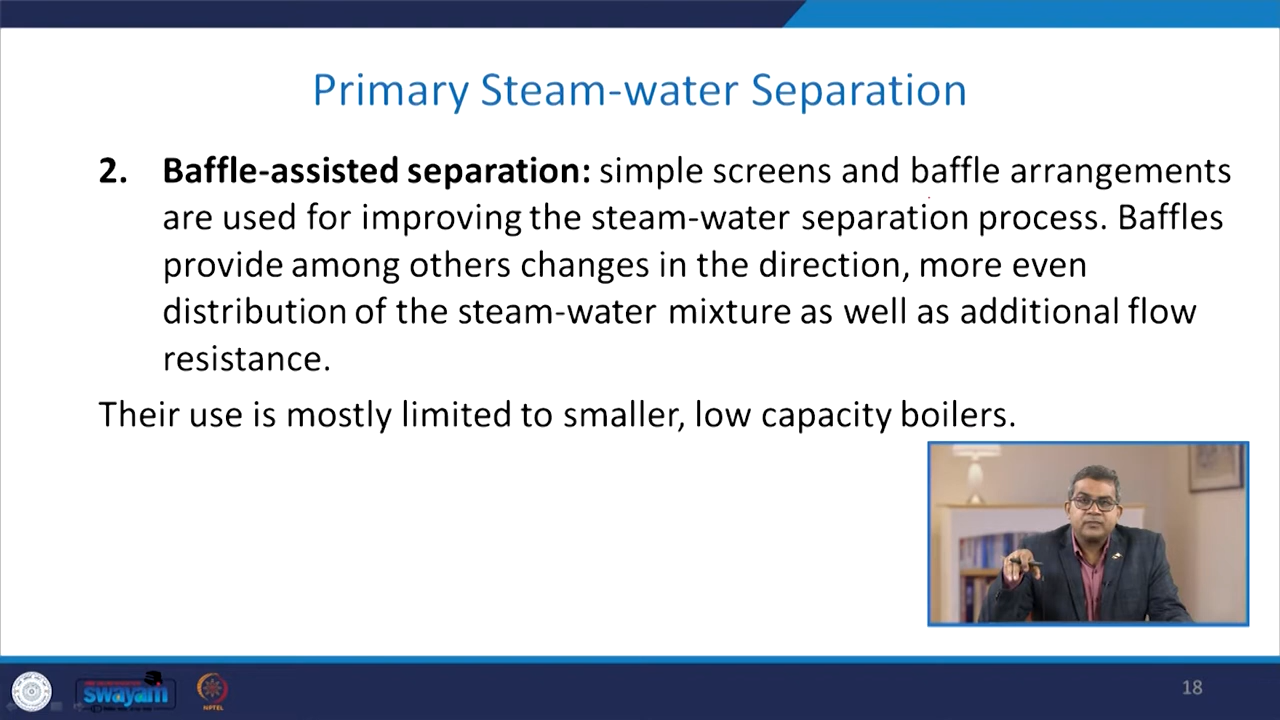 Primary Steam-water Separation
2. Baffle-assisted separation: simple screens and baffle arrangements
are used for improving the steam-water separation process. Baffles
provide among others changes in the direction, more even
distribution of the steam-water mixture as well as additional flow
resistance.
Their use is mostly limited to smaller, low capacity boilers.
swayam
NPTEL
18